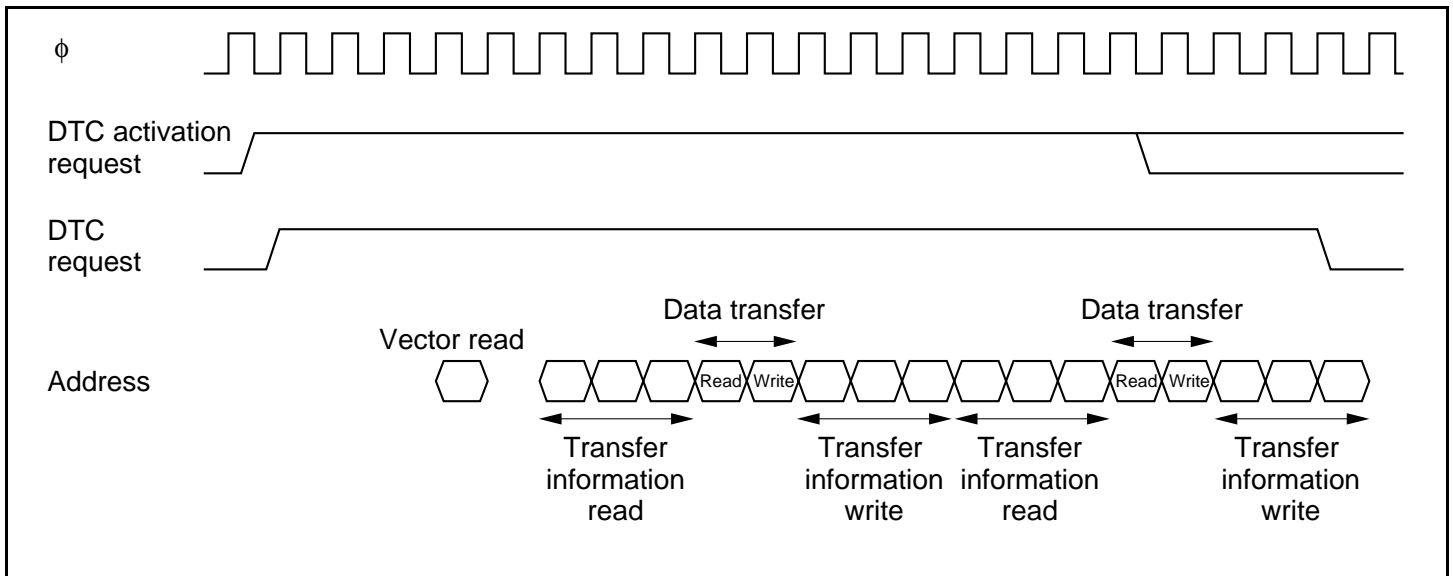 φ
DTC activation
request
DTC
request
Data transfer
Data transfer
Vector read
Address
Read
Write
Read
Write
Transfer
information
read
Transfer
information
write
Transfer
information
read
Transfer
information
write